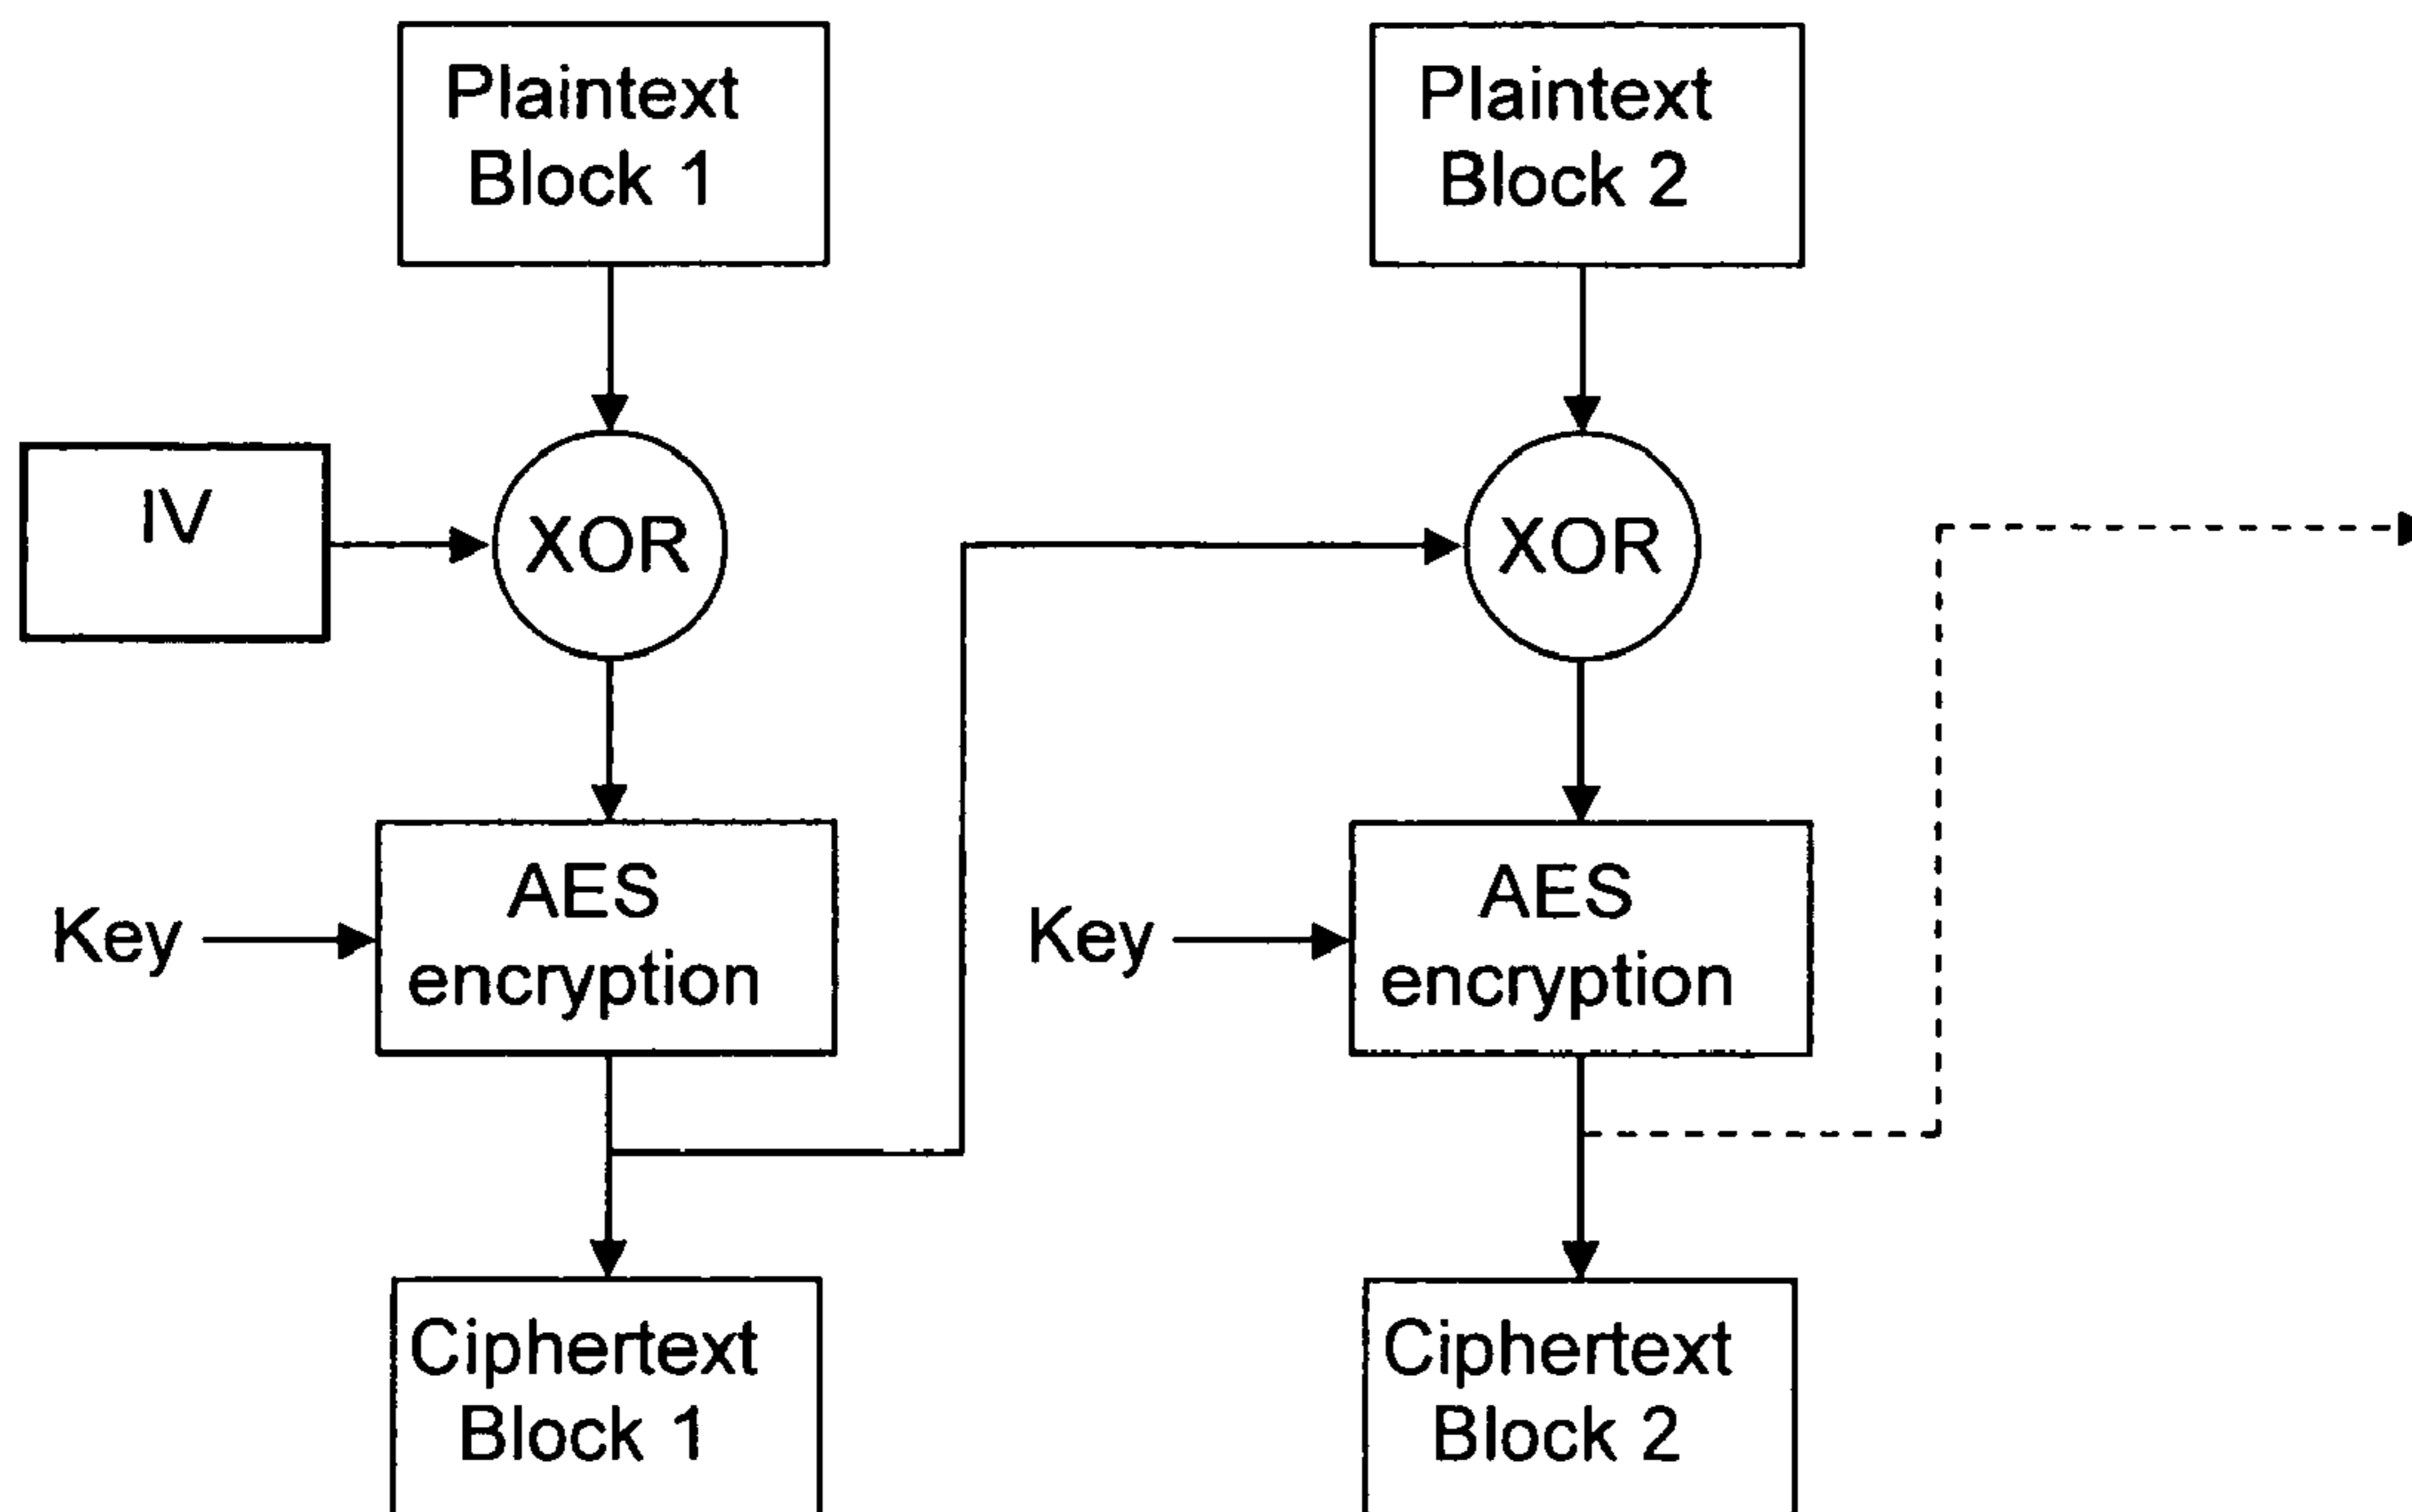 Plaintext
Block 1
Plaintext
Block 2
IV
XOR
XOR
Key
AES
encryption
Key
AES
encryption
Ciphertext
Block 1
Ciphertext
Block 2